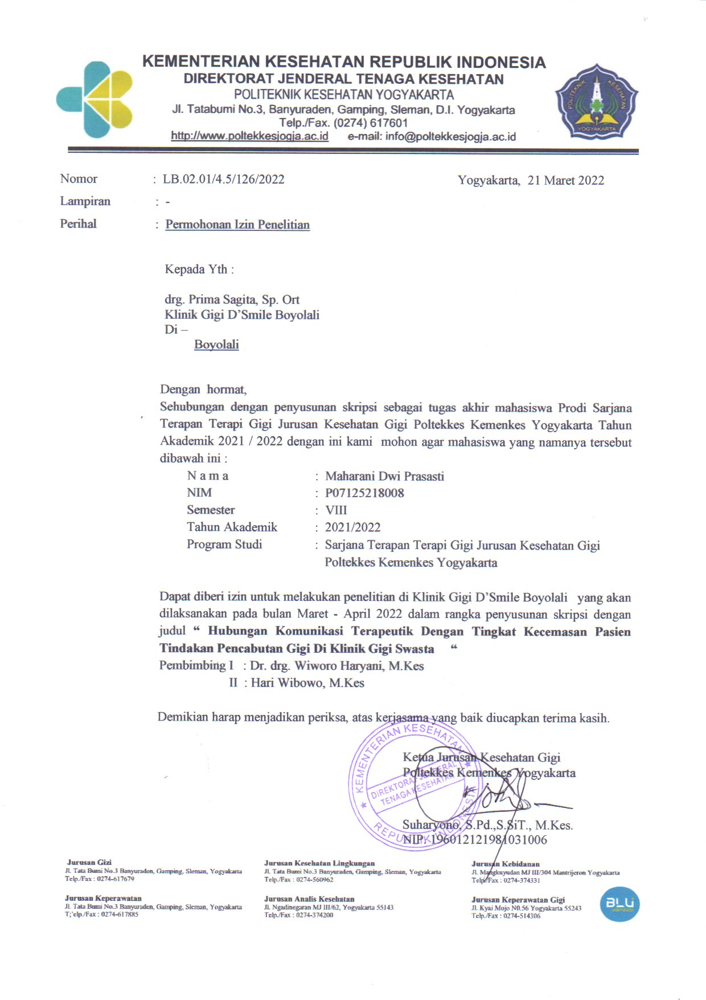 KEMENTERIAN KESEHATAN REPUBLIK INDONESIA
DIREKTORAT JENDERAL TENAGA KESEHATAN
POLITEKNIK KESEHATAN YOGYAKARTA
Jl. Tatabumi No.3, Banyuraden, Gamping, Sleman, D.I. Yogyakarta
Telp./Fax. (0274) 617601
http://www.poltekkesjogja.ac.id e-mail: info@poltekkesjogja.ac.id
POLITEKNIK KESEHATAN
YOGYAKARTA
Nomor : LB.02.01/4.5/126/2022 Yogyakarta, 21 Maret 2022
Lampiran : -
Perihal : Permohonan Izin Penelitian
Kepada Yth :
drg. Prima Sagita, Sp. Ort
Klinik Gigi D'Smile Boyolali
Di –
Boyolali
Dengan hormat,
Sehubungan dengan penyusunan skripsi sebagai tugas akhir mahasiswa Prodi Sarjana
Terapan Terapi Gigi Jurusan Kesehatan Gigi Poltekkes Kemenkes Yogyakarta Tahun
Akademik 2021 / 2022 dengan ini kami mohon agar mahasiswa yang namanya tersebut
dibawah ini :
N a m a : Maharani Dwi Prasasti
NIM : P07125218008
Semester : VIII
Tahun Akademik : 2021/2022
Program Studi : Sarjana Terapan Terapi Gigi Jurusan Kesehatan Gigi
Poltekkes Kemenkes Yogyakarta
Dapat diberi izin untuk melakukan penelitian di Klinik Gigi D'Smile Boyolali yang akan
dilaksanakan pada bulan Maret - April 2022 dalam rangka penyusunan skripsi dengan
judul “ Hubungan Komunikasi Terapeutik Dengan Tingkat Kecemasan Pasien
Tindakan Pencabutan Gigi Di Klinik Gigi Swasta “
Pembimbing I : Dr. drg. Wiworo Haryani, M.Kes
II : Hari Wibowo, M.Kes
Demikian harap menjadikan periksa, atas kerjasama yang baik diucapkan terima kasih.
Ketua Jurusan Kesehatan Gigi
Poltekkes Kemenkes Yogyakarta
KEMENTERIAN KESEHATAN
DIREKTORAT JENDERAL
TENAGA KESEHATAN
REPUBLIK INDONESIA
Suharyono, S.Pd.,S.SiT., M.Kes.
NIP. 196012121981031006
Jurusan Gizi
Jl. Tata Bumi No.3 Banyuraden, Gamping, Sleman, Yogyakarta
Telp./Fax : 0274-617679
Jurusan Kesehatan Lingkungan
Jl. Tata Bumi No.3 Banyuraden, Gamping, Sleman, Yogyakarta
Telp./Fax : 0274-560962
Jurusan Kebidanan
Jl. Mangkuyudan MJ III/304 Mantrijeron Yogyakarta
Telp/Fax : 0274-374331
Jurusan Keperawatan
Jl. Tata Bumi No.3 Banyuraden, Gamping, Sleman, Yogyakarta
T;'elp./Fax : 0274-617885
Jurusan Analis Kesehatan
Jl. Ngadinegaran MJ III/62, Yogyakarta 55143
Telp./Fax : 0274-374200
Jurusan Keperawatan Gigi
Jl. Kyai Mojo N0.56 Yogyakarta 55243
Telp./Fax : 0274-514306
BLU